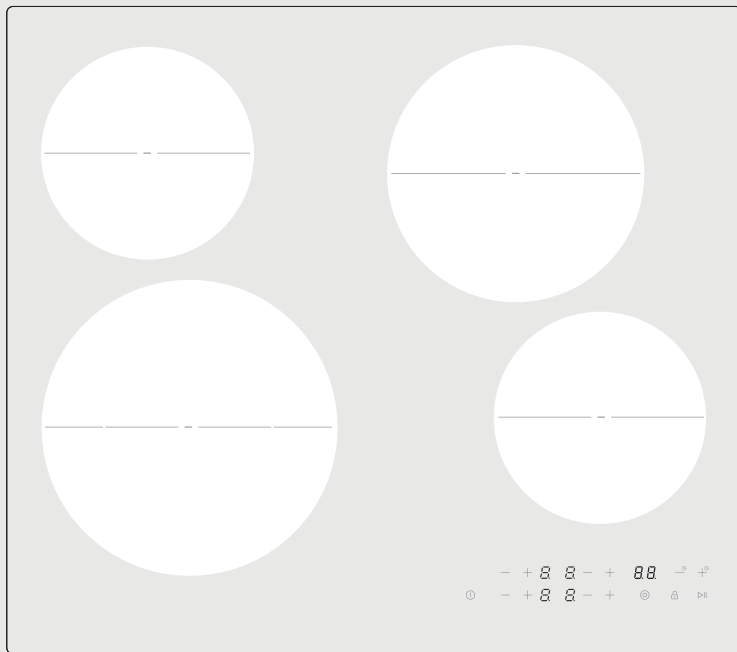 − + 8. 8. − + 8.8. − +
− + 8. 8. − +